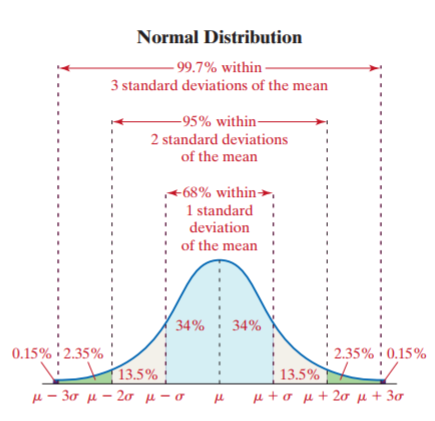 Normal Distribution
99.7% within
3 standard deviations of the mean
95% within
2 standard deviations
of the mean
68% within
1 standard
deviation
of the mean
34% 34%
0.15% 2.35% 2.35% 0.15%
13.5% 13.5%
μ − 3σ μ − 2σ μ − σ μ μ + σ μ + 2σ μ + 3σ